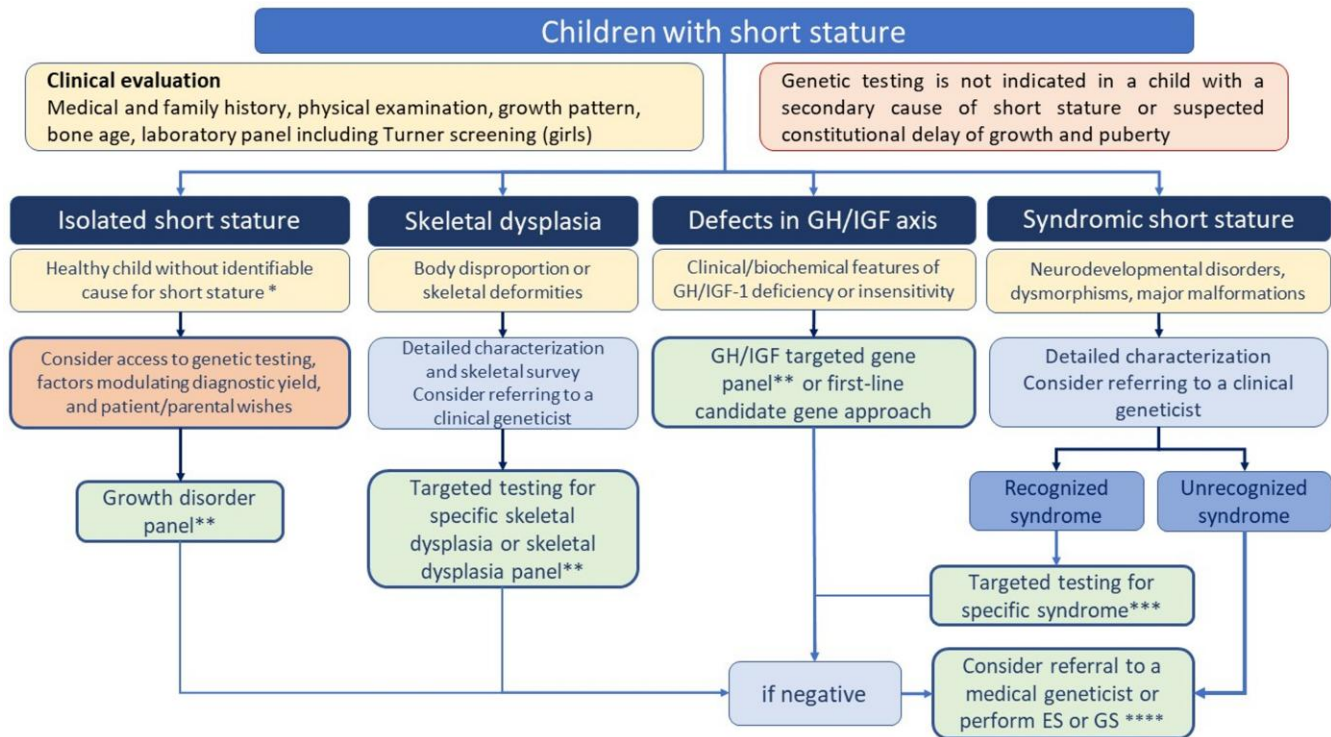 Children with short stature
Clinical evaluation
Medical and family history, physical examination, growth pattern,
bone age, laboratory panel including Turner screening (girls)
Genetic testing is not indicated in a child with a
secondary cause of short stature or suspected
constitutional delay of growth and puberty
Isolated short stature
Healthy child without identifiable
cause for short stature *
Consider access to genetic testing,
factors modulating diagnostic yield,
and patient/parental wishes
Growth disorder
panel**
Skeletal dysplasia
Body disproportion or
skeletal deformities
Detailed characterization
and skeletal survey
Consider referring to a
clinical geneticist
Targeted testing for
specific skeletal
dysplasia or skeletal
dysplasia panel**
Defects in GH/IGF axis
Clinical/biochemical features of
GH/IGF-1 deficiency or insensitivity
GH/IGF targeted gene
panel** or first-line
candidate gene approach
Syndromic short stature
Neurodevelopmental disorders,
dysmorphisms, major malformations
Detailed characterization
Consider referring to a clinical
geneticist
Recognized
syndrome
Unrecognized
syndrome
Targeted testing for
specific syndrome***
if negative
Consider referral to a
medical geneticist or
perform ES or GS ****